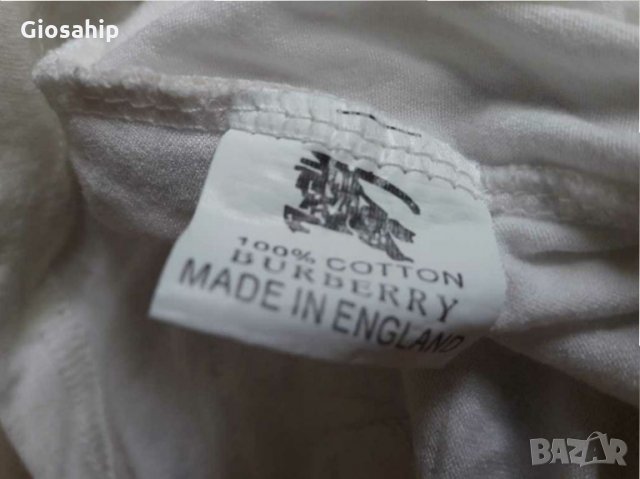 Giosahip
100% COTTON
BURBERRY
MADE IN ENGLAND
BAZAR